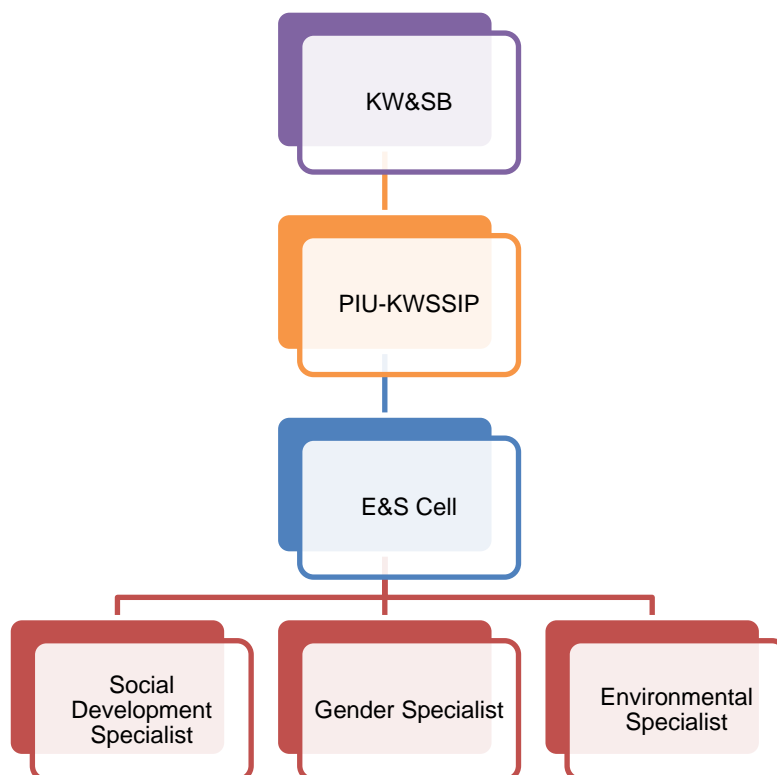 KW&SB
PIU-KWSSIP
E&S Cell
Social
Development
Specialist
Gender Specialist
Environmental
Specialist